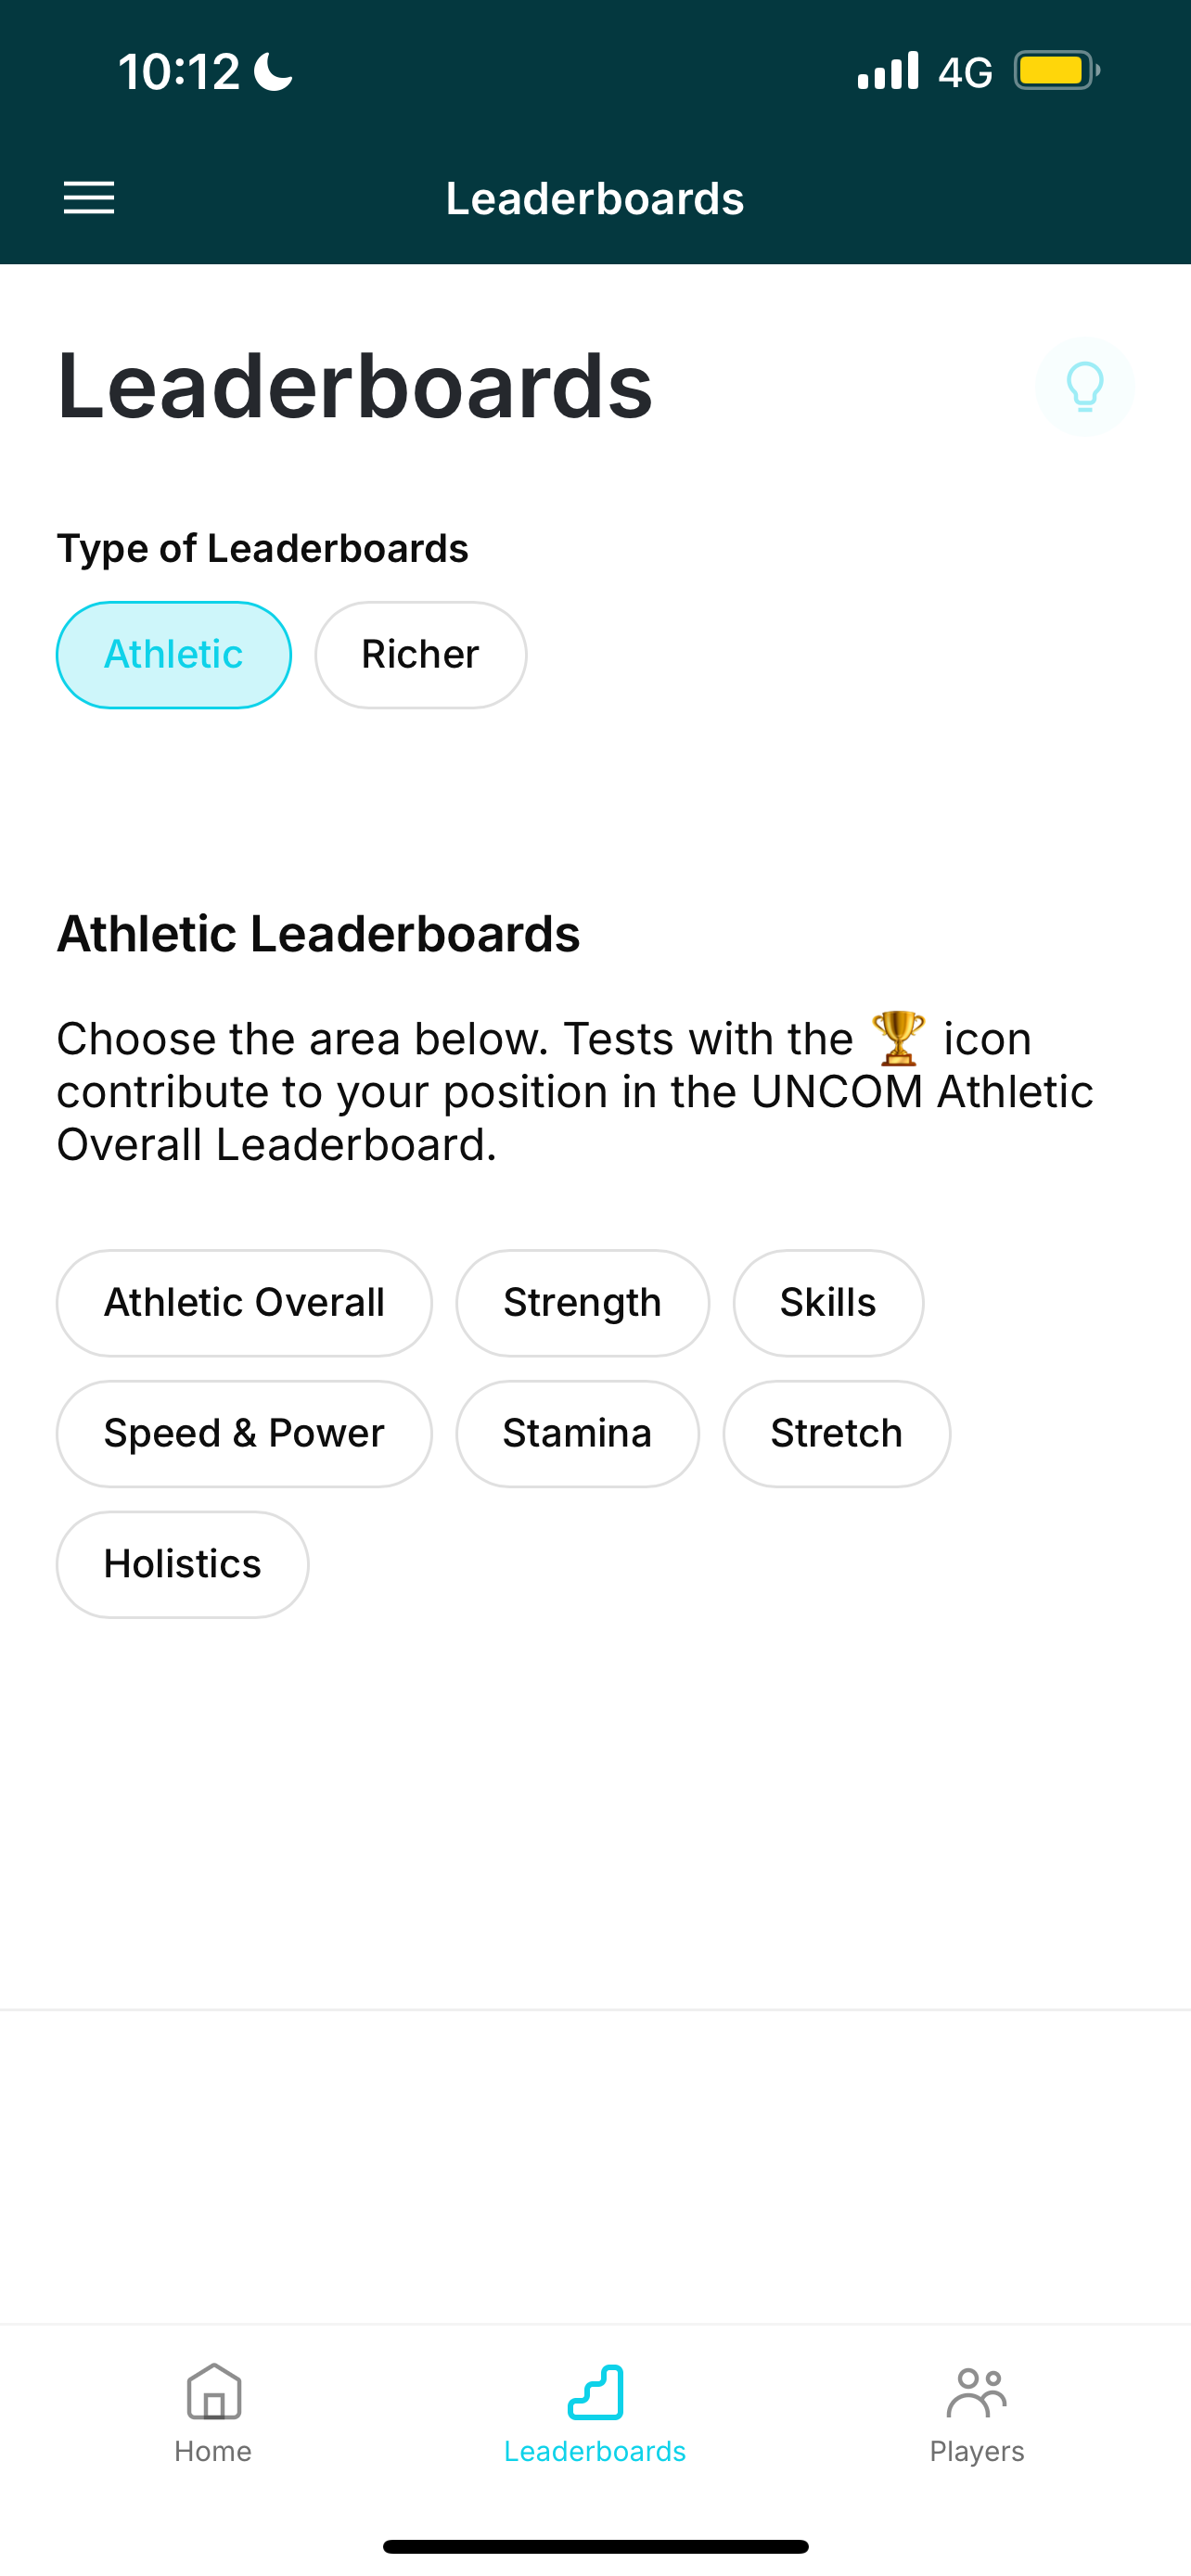 10:12
4G
Leaderboards
Leaderboards
Type of Leaderboards
Athletic Richer
Athletic Leaderboards
Choose the area below. Tests with the 🏆 icon
contribute to your position in the UNCOM Athletic
Overall Leaderboard.
Athletic Overall Strength Skills
Speed & Power Stamina Stretch
Holistics
Home Leaderboards Players